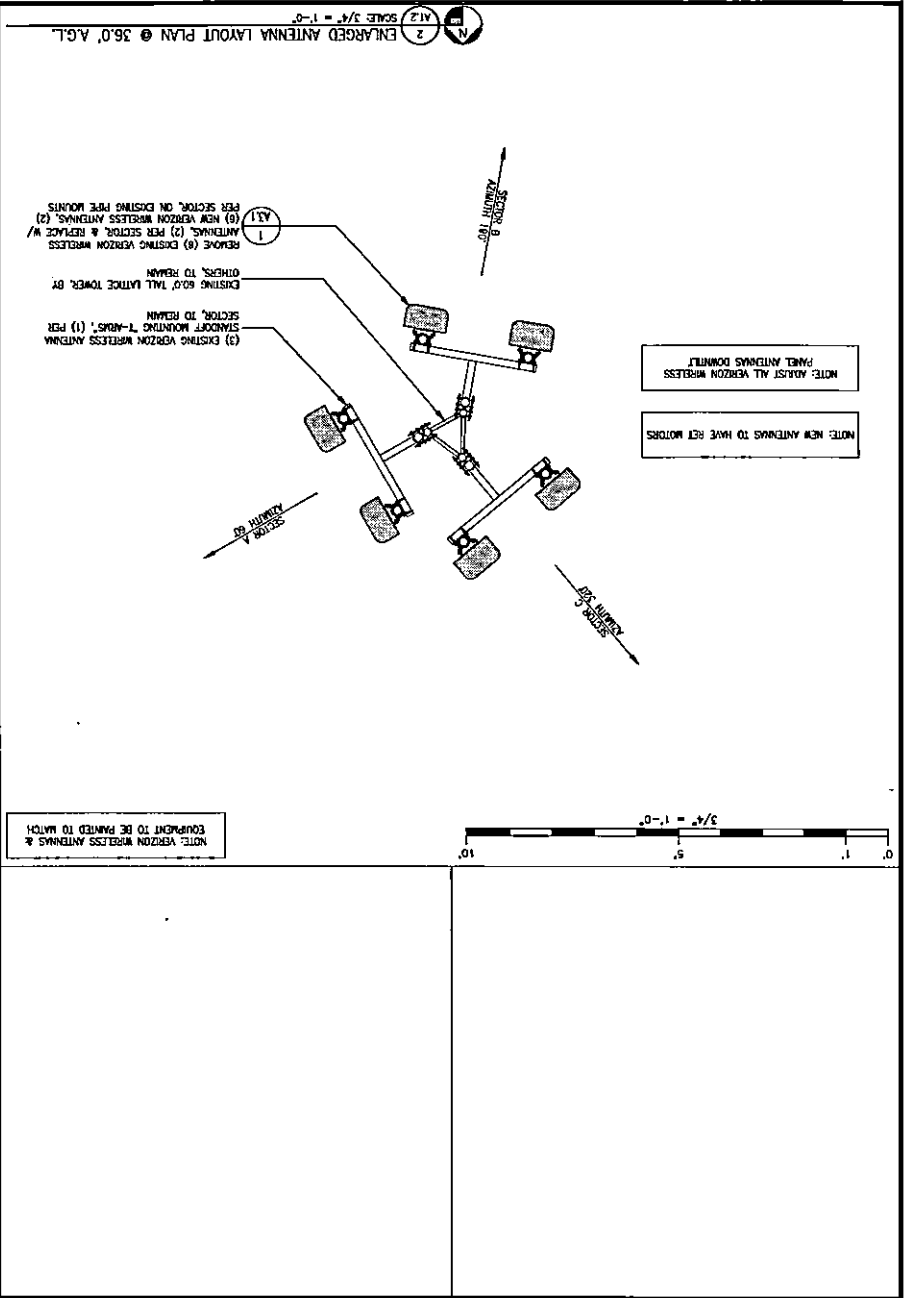 NOTE: VERIZON WIRELESS ANTENNAS &
EQUIPMENT TO BE PAINTED TO MATCH
0' 1' 5' 10'
3/4" = 1'-0"
SECTOR C
AZIMUTH 320°
SECTOR A
AZIMUTH 60°
NOTE: NEW ANTENNAS TO HAVE RET MOTORS
NOTE: ADJUST ALL VERIZON WIRELESS
PANEL ANTENNAS DOWNTILT
(3) EXISTING VERIZON WIRELESS ANTENNA
STANDOFF MOUNTING "T-ARMS", (1) PER
SECTOR, TO REMAIN
EXISTING 60.0' TALL LATTICE TOWER, BY
OTHERS, TO REMAIN
REMOVE (6) EXISTING VERIZON WIRELESS
ANTENNAS, (2) PER SECTOR, & REPLACE W/
(6) NEW VERIZON WIRELESS ANTENNAS, (2)
PER SECTOR, ON EXISTING PIPE MOUNTS
1
A3.1
SECTOR B
AZIMUTH 190°
N
2
A1.2
ENLARGED ANTENNA LAYOUT PLAN @ 36.0' A.G.L.
SCALE: 3/4" = 1'-0"